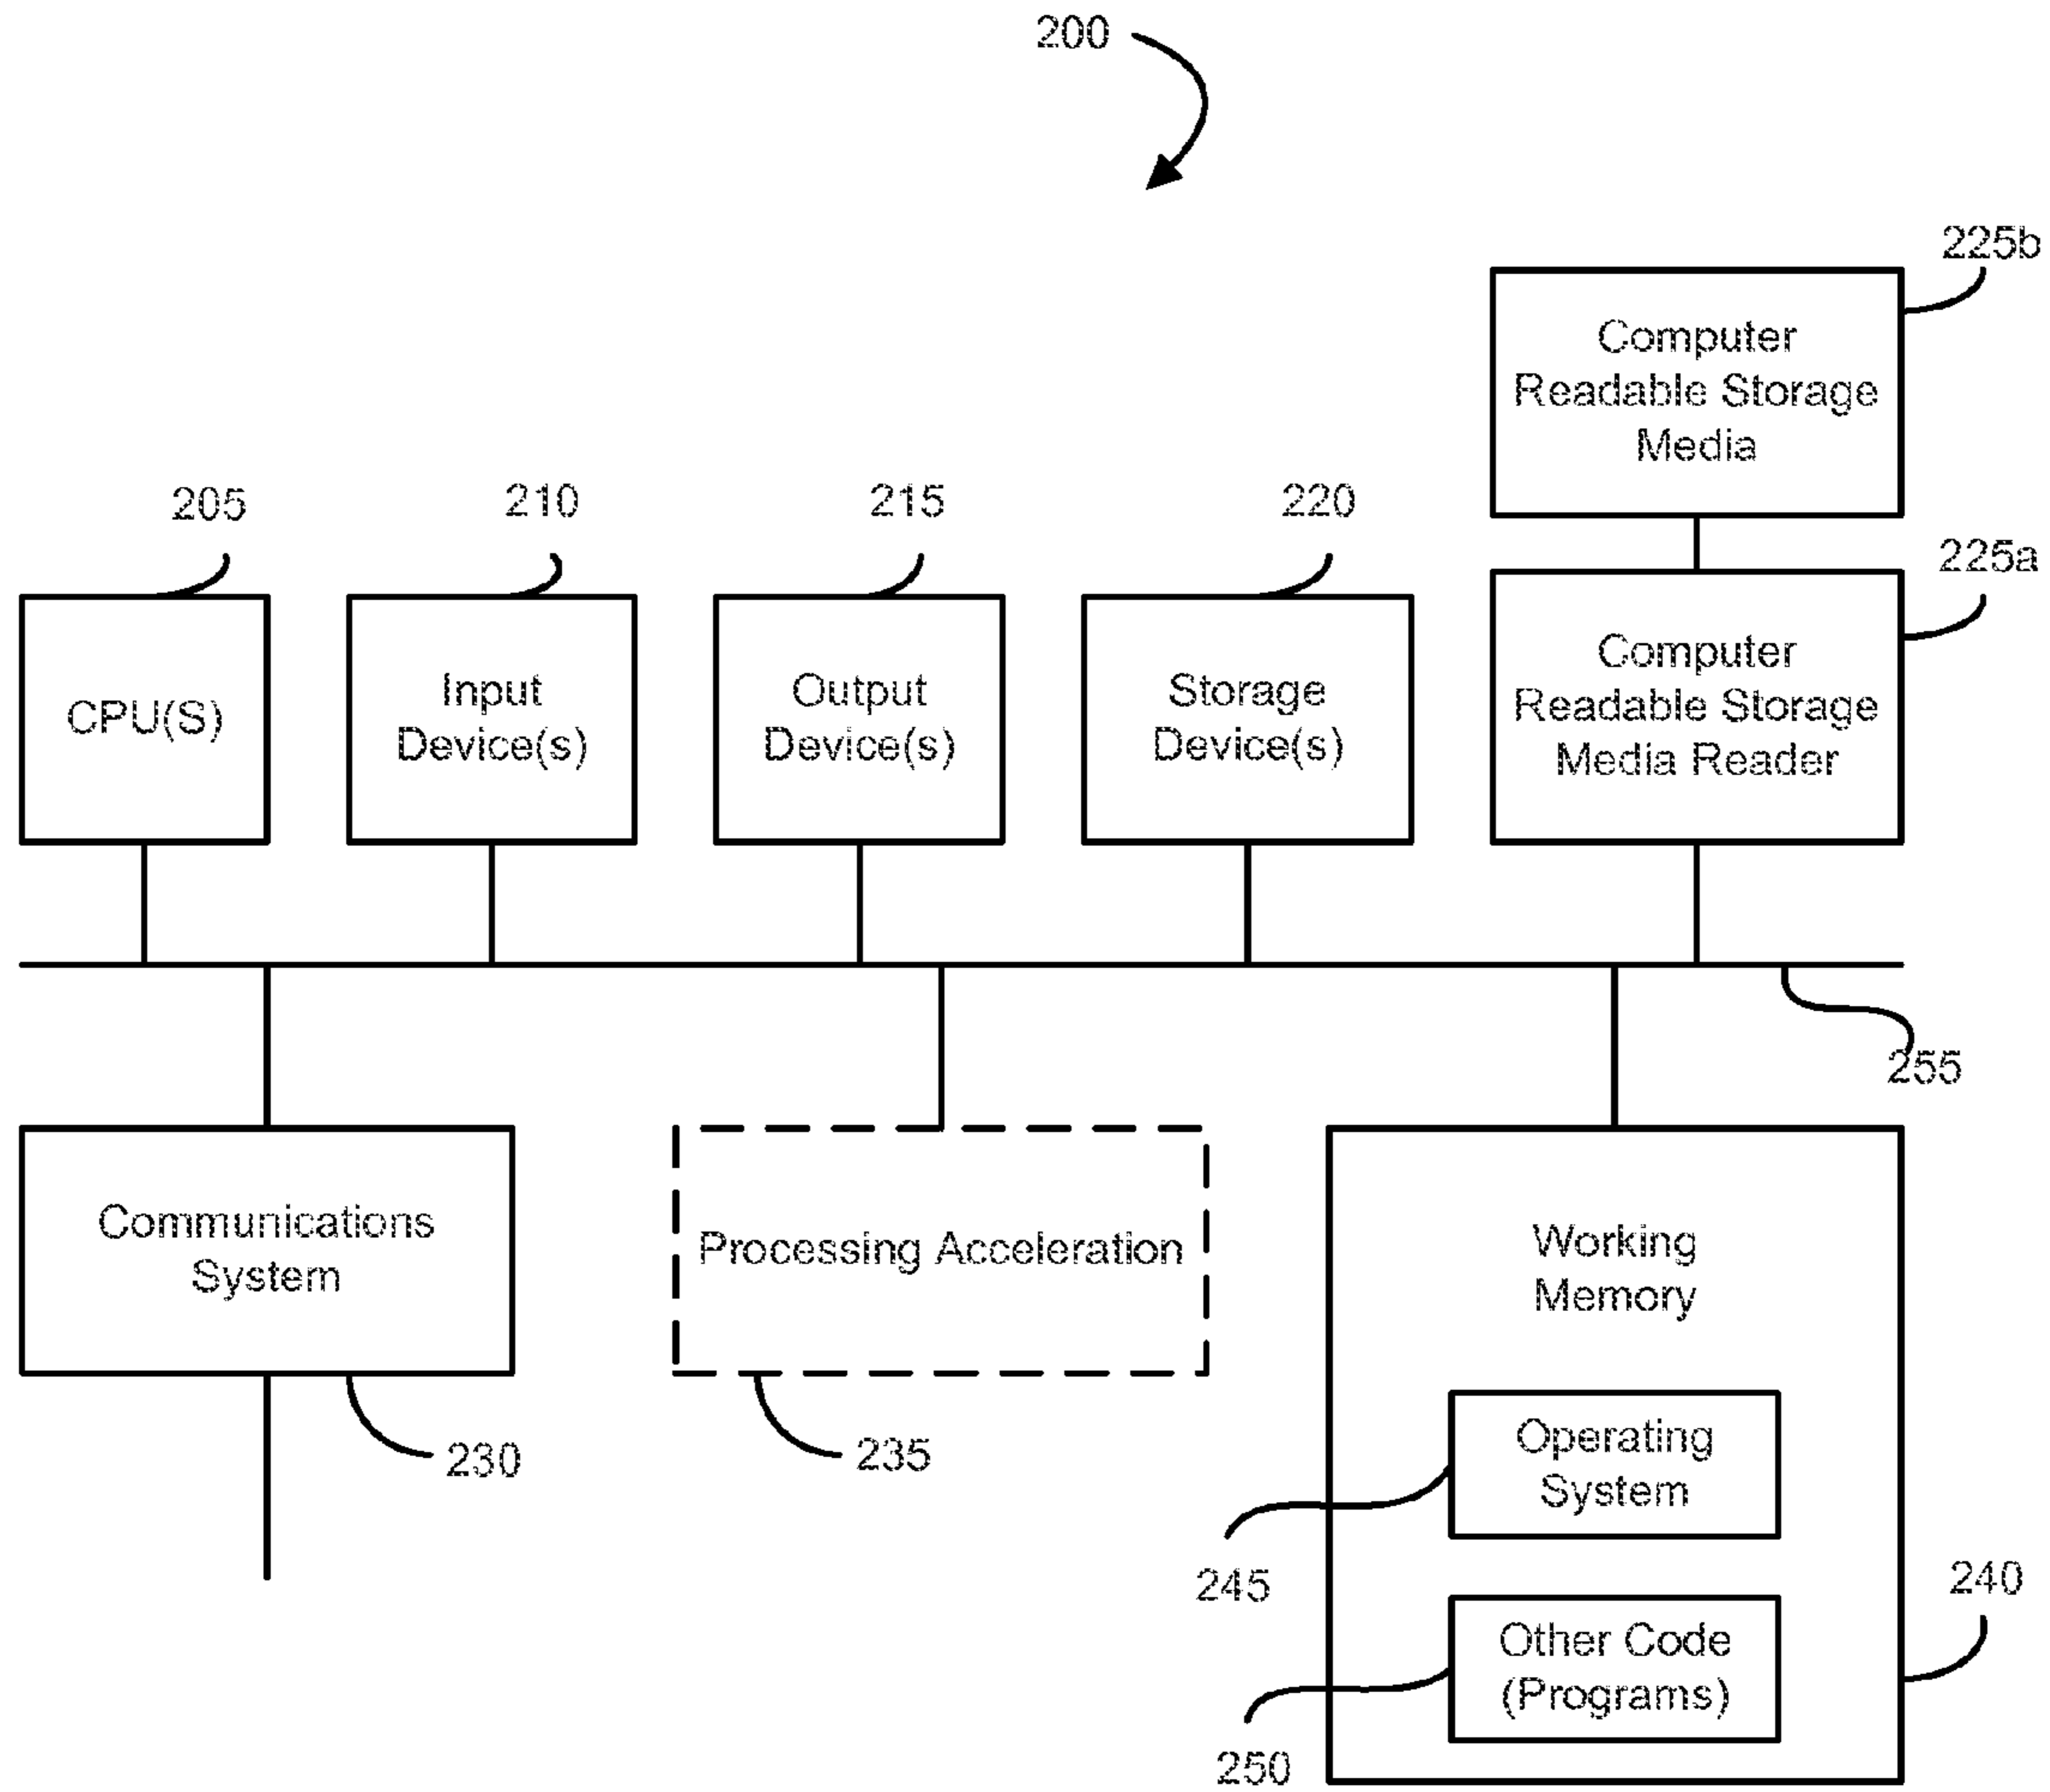 200
225b
Computer
Readable Storage
Media
205
210
215
220
225a
CPU(S)
Input
Device(s)
Output
Device(s)
Storage
Device(s)
Computer
Readable Storage
Media Reader
255
Communications
System
230
Processing Acceleration
235
Working
Memory
Operating
System
245
240
Other Code
(Programs)
250